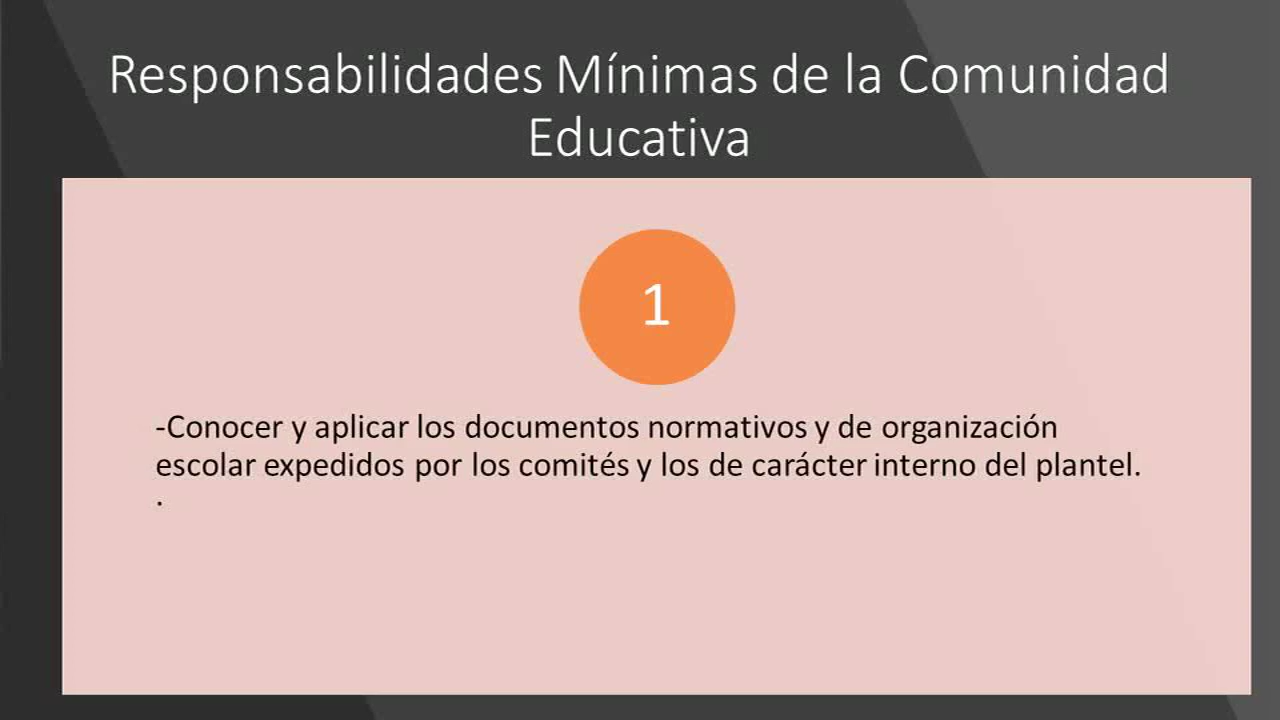 Responsabilidades Mínimas de la Comunidad
Educativa
1
-Conocer y aplicar los documentos normativos y de organización
escolar expedidos por los comités y los de carácter interno del plantel.
.